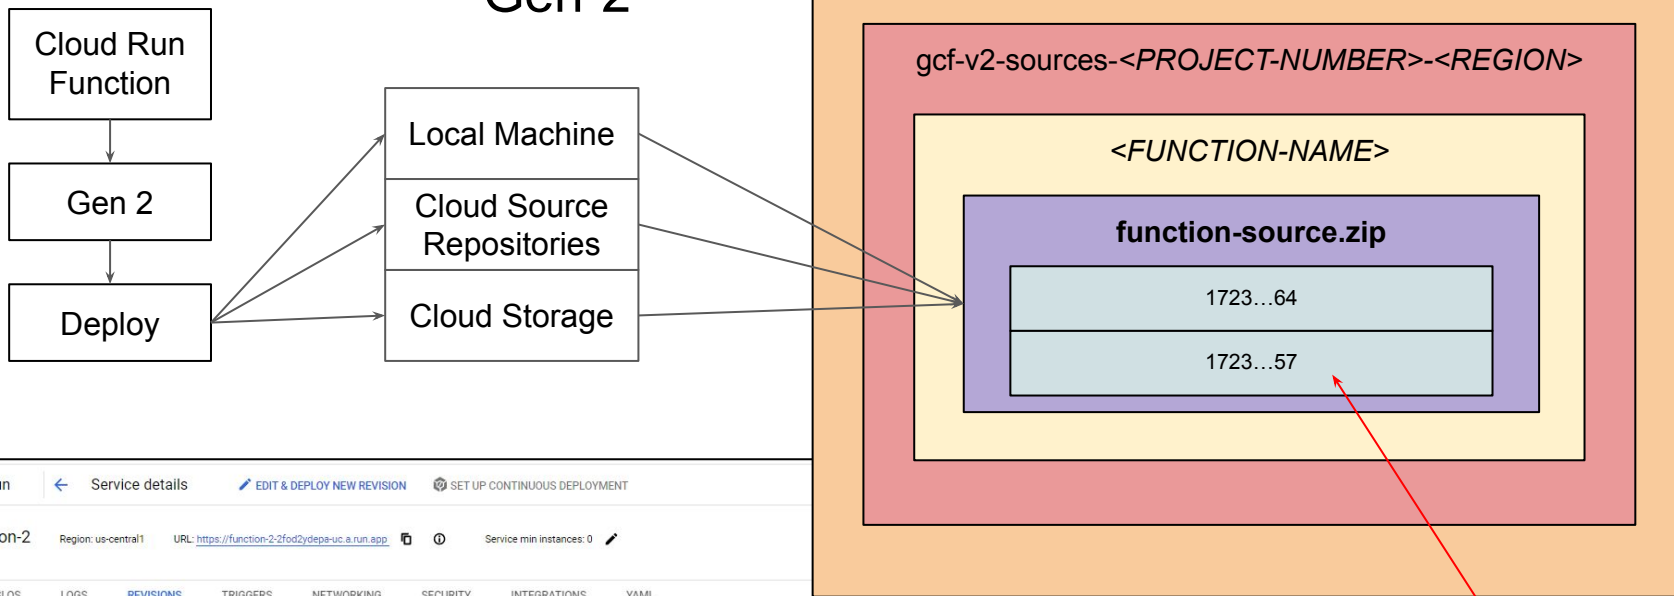 Gen 2
Cloud Run
Function
Gen 2
Deploy
Local Machine
Cloud Source
Repositories
Cloud Storage
gcf-v2-sources-<PROJECT-NUMBER>-<REGION>
<FUNCTION-NAME>
function-source.zip
1723...64
1723...57
Service details
EDIT & DEPLOY NEW REVISION
SET UP CONTINUOUS DEPLOYMENT
on-2
Region: us-central1
URL: https://function-2-2fod2ydepa-uc.a.run.app
Service min instances: 0
LOGS
REVISIONS
TRIGGERS
NETWORKING
SECURITY
INTEGRATIONS
YAML